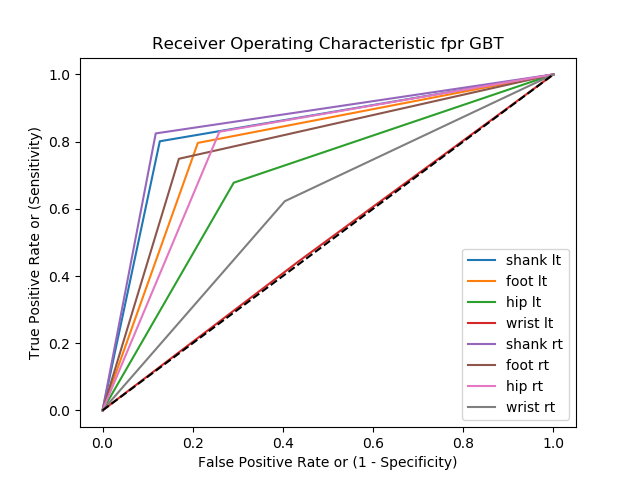 Receiver Operating Characteristic fpr GBT
1.0
0.8
0.6
0.4
0.2
0.0
True Positive Rate or (Sensitivity)
shank lt
foot lt
hip lt
wrist lt
shank rt
foot rt
hip rt
wrist rt
0.0 0.2 0.4 0.6 0.8 1.0
False Positive Rate or (1 - Specificity)